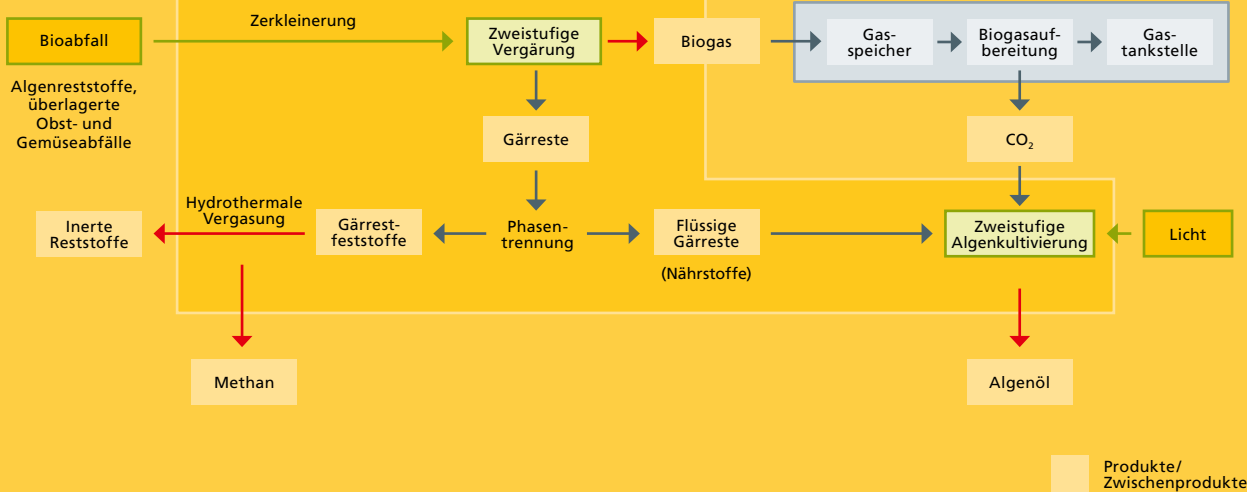 Zerkleinerung
Bioabfall
Zweistufige
Vergärung
Biogas
Gas-
speicher
Biogasauf-
bereitung
Gas-
tankstelle
Algenreststoffe,
überlagerte
Obst- und
Gemüseabfälle
Gärreste
CO₂
Inerte
Reststoffe
Hydrothermale
Vergasung
Gärrest-
feststoffe
Phasen-
trennung
Flüssige
Gärreste
(Nährstoffe)
Zweistufige
Algenkultivierung
Licht
Methan
Algenöl
Produkte/
Zwischenprodukte